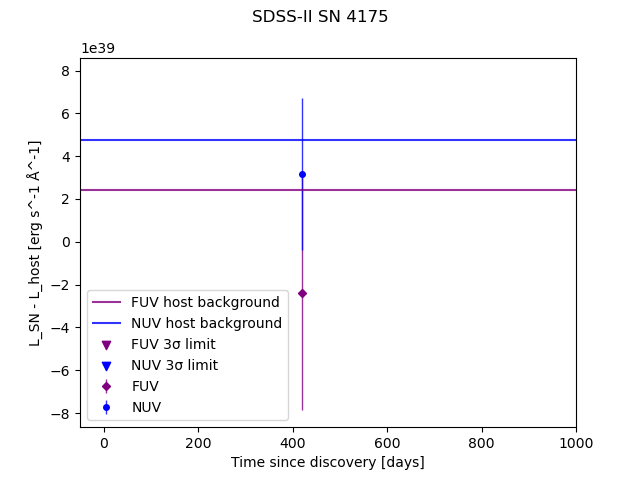 SDSS-II SN 4175
1e39
8
6
4
2
0
−2
−4
−6
−8
L_SN - L_host [erg s^-1 Å^-1]
FUV host background
NUV host background
FUV 3σ limit
NUV 3σ limit
FUV
NUV
0 200 400 600 800 1000
Time since discovery [days]